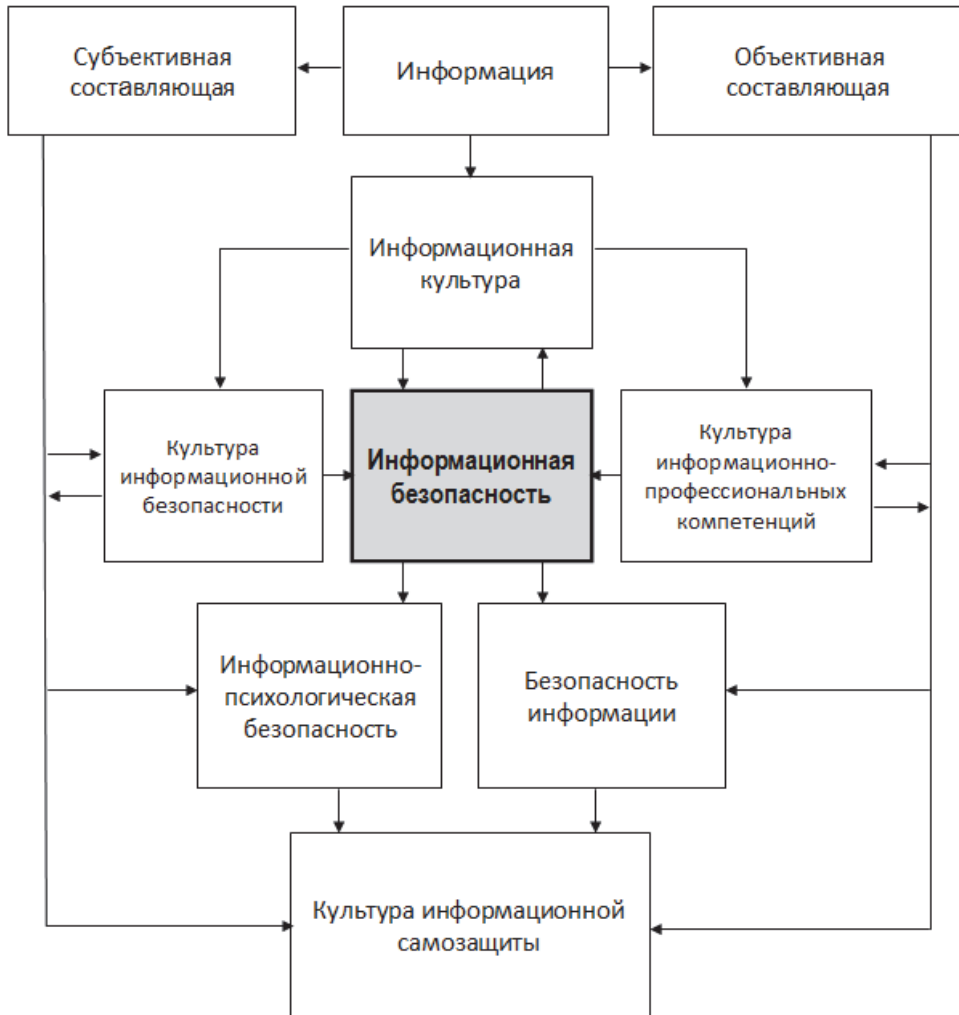 Субъективная
составляющая
Информация
Объективная
составляющая
Информационная
культура
Культура
информационной
безопасности
Информационная
безопасность
Культура
информационно-
профессиональных
компетенций
Информационно-
психологическая
безопасность
Безопасность
информации
Культура информационной
самозащиты